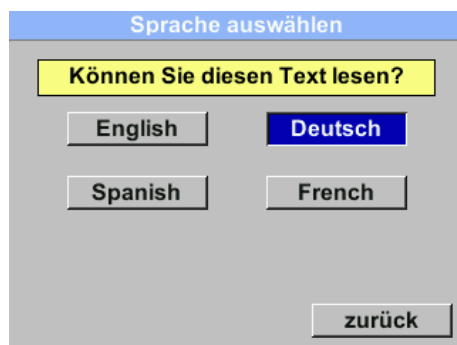 Sprache auswählen
Können Sie diesen Text lesen?
English Deutsch
Spanish French
zurück